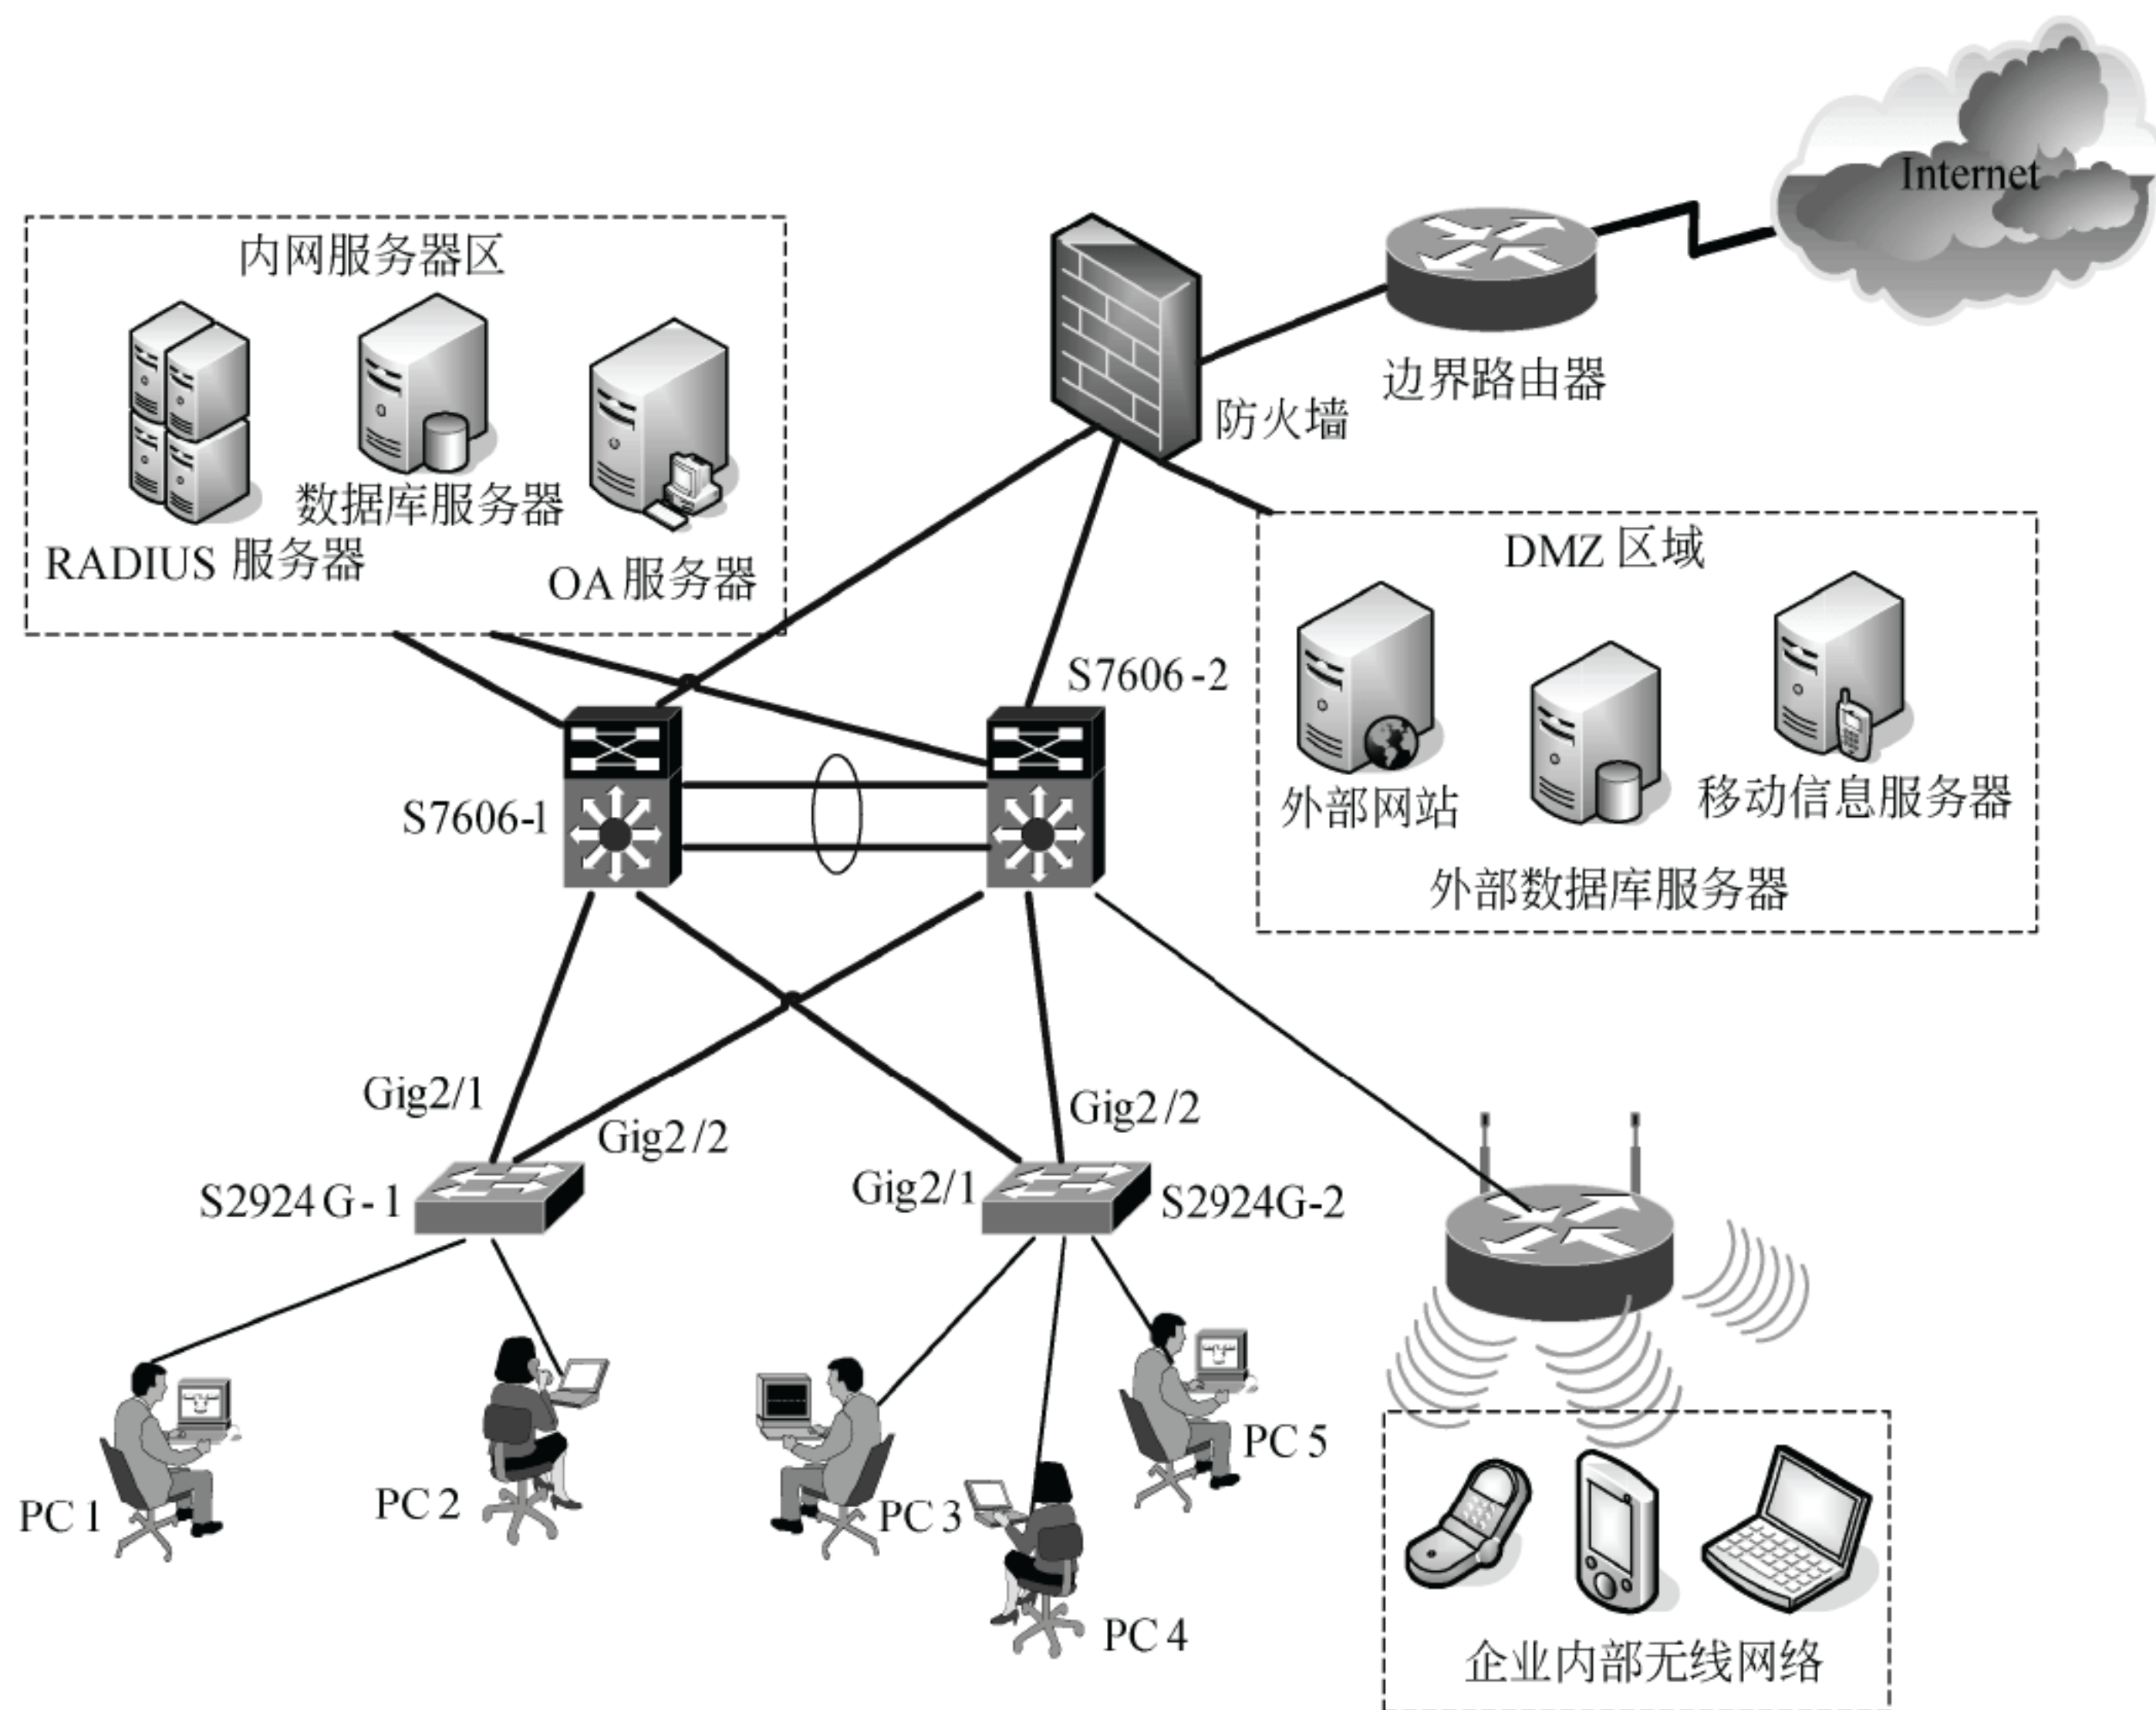 Internet
内网服务器区
边界路由器
防火墙
数据库服务器
RADIUS 服务器
OA 服务器
DMZ 区域
S7606-2
S7606-1
外部网站
移动信息服务器
外部数据库服务器
Gig2/1
Gig2/2
Gig2/2
Gig2/1
S2924G-1
S2924G-2
PC 1
PC 2
PC 3
PC 5
PC 4
企业内部无线网络